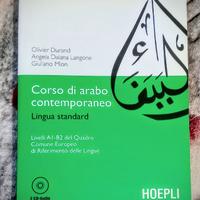 Olivier Durand
Angela Daiana Langone
Giuliano Mion
Corso di arabo
contemporaneo
Lingua standard
Livelli A1-B2 del Quadro
Comune Europeo
di Riferimento delle Lingue
HOEPLI